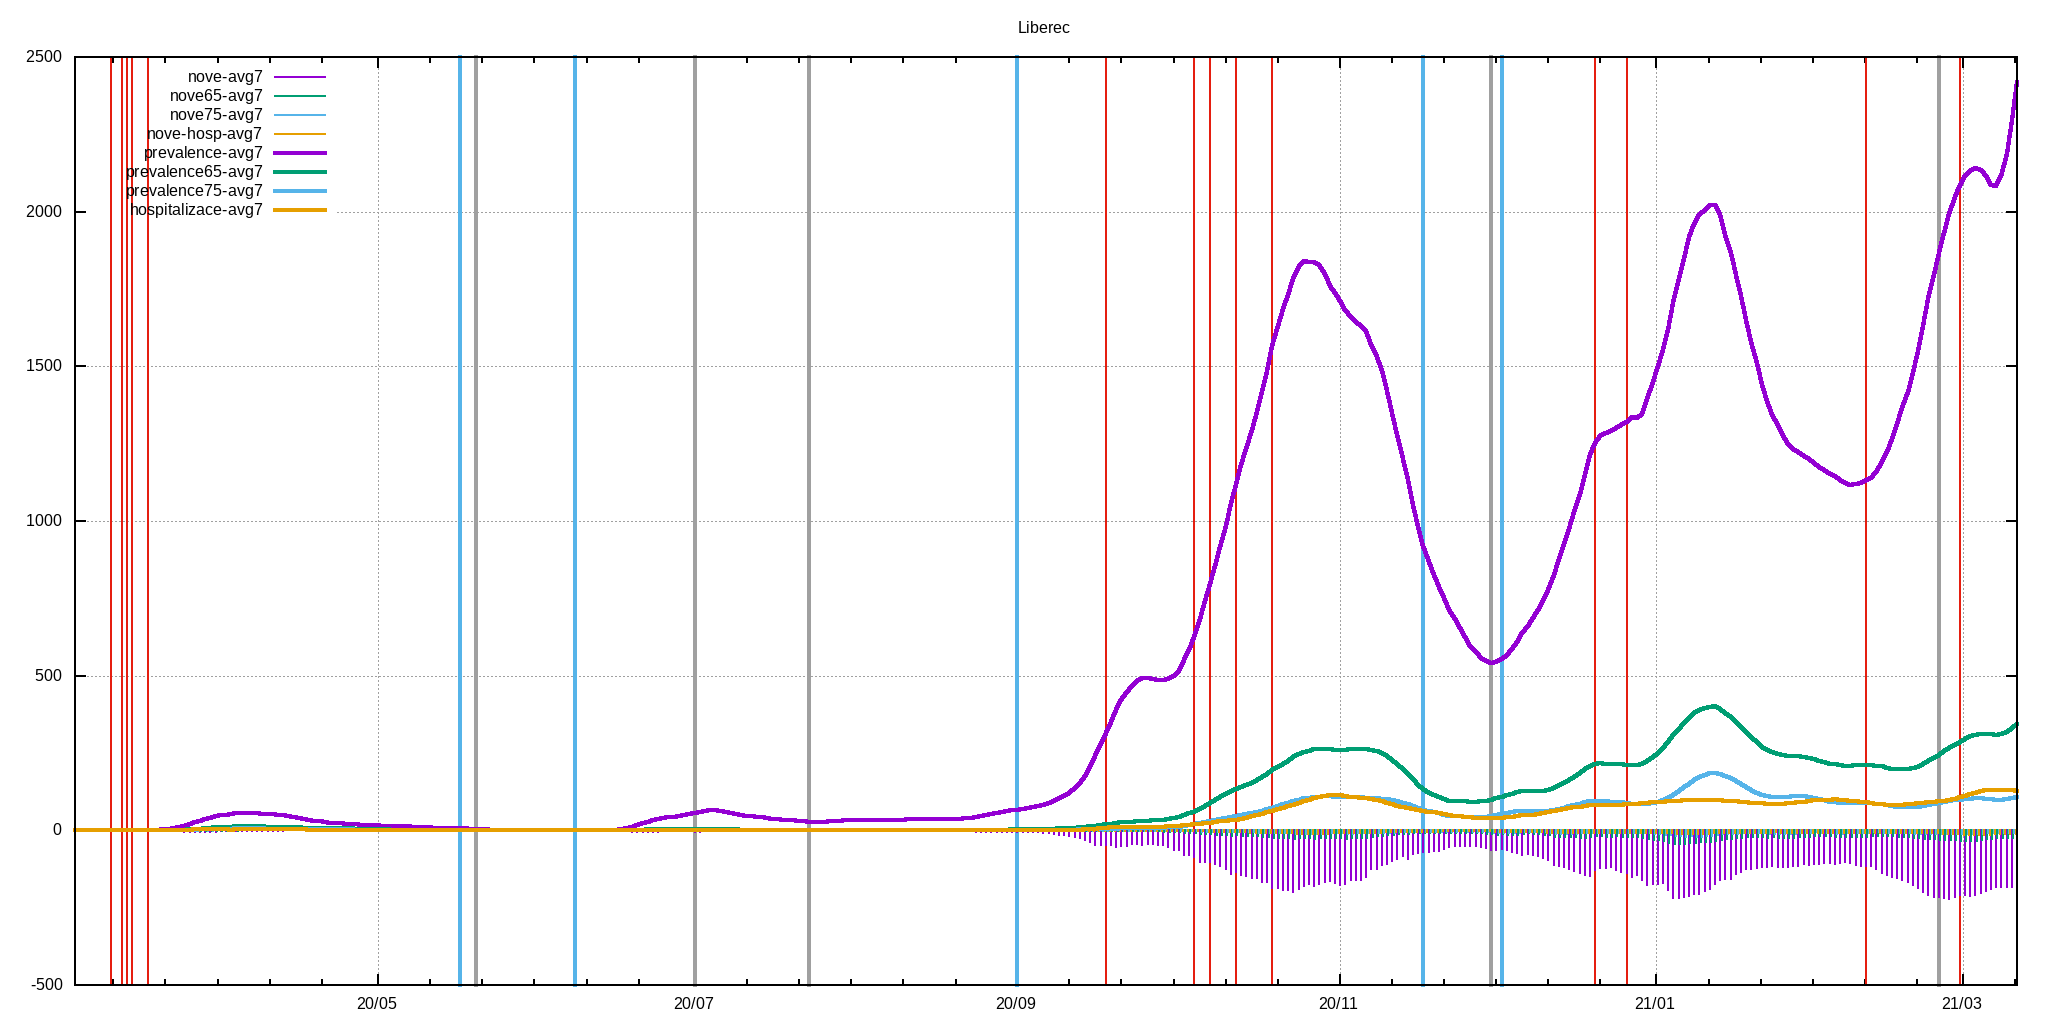 Liberec
2500
2000
1500
1000
500
0
-500
nove-avg7
nove65-avg7
nove75-avg7
nove-hosp-avg7
prevalence-avg7
prevalence65-avg7
prevalence75-avg7
hospitalizace-avg7
20/05
20/07
20/09
20/11
21/01
21/03